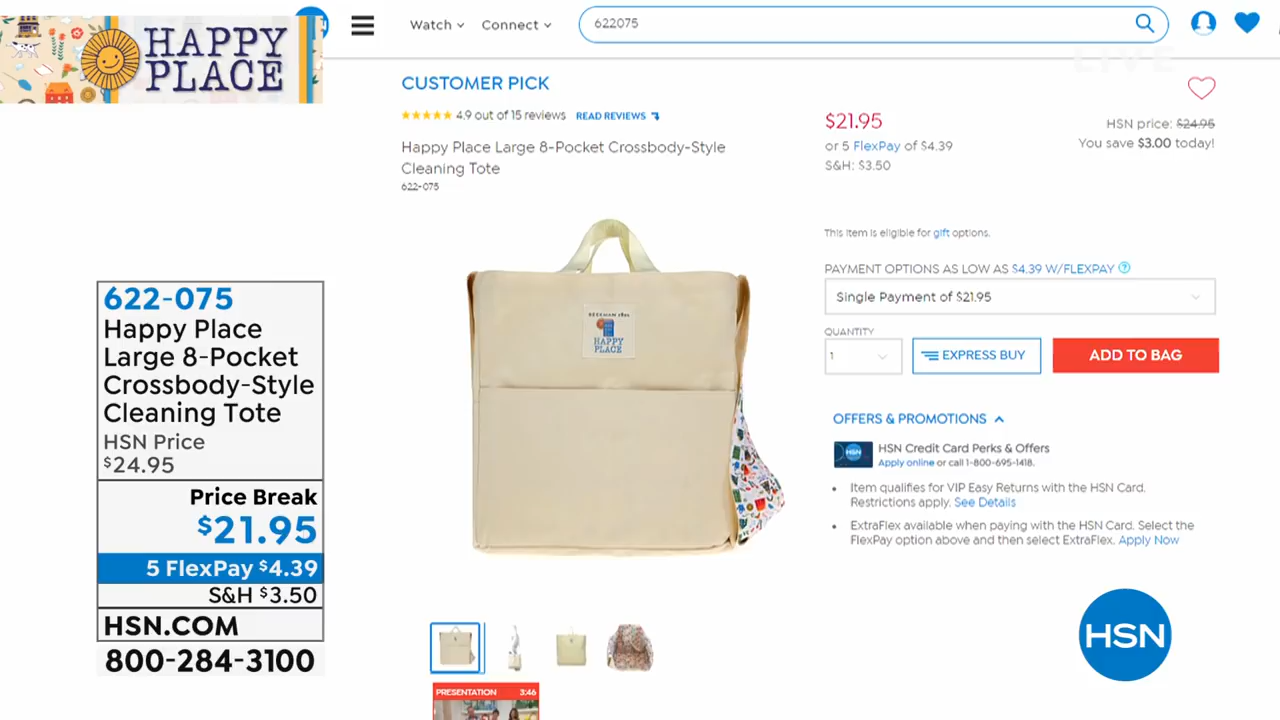 HAPPY
PLACE
Watch
Connect
622075
LIVE
CUSTOMER PICK
4.9 out of 15 reviews READ REVIEWS
Happy Place Large 8-Pocket Crossbody-Style
Cleaning Tote
622-075
$21.95
or 5 FlexPay of $4.39
S&H: $3.50
HSN price: $24.95
You save $3.00 today!
This item is eligible for gift options.
PAYMENT OPTIONS AS LOW AS $4.39 W/FLEXPAY ?
Single Payment of $21.95
QUANTITY
1
EXPRESS BUY
ADD TO BAG
OFFERS & PROMOTIONS
HSN
HSN Credit Card Perks & Offers
Apply online or call 1-800-695-1418.
• Item qualifies for VIP Easy Returns with the HSN Card.
Restrictions apply. See Details
• ExtraFlex available when paying with the HSN Card. Select the
FlexPay option above and then select ExtraFlex. Apply Now
BEEKMAN 1802
HAPPY
PLACE
622-075
Happy Place
Large 8-Pocket
Crossbody-Style
Cleaning Tote
HSN Price
$24.95
Price Break
$21.95
5 FlexPay $4.39
S&H $3.50
HSN.COM
800-284-3100
PRESENTATION 3:46
HSN